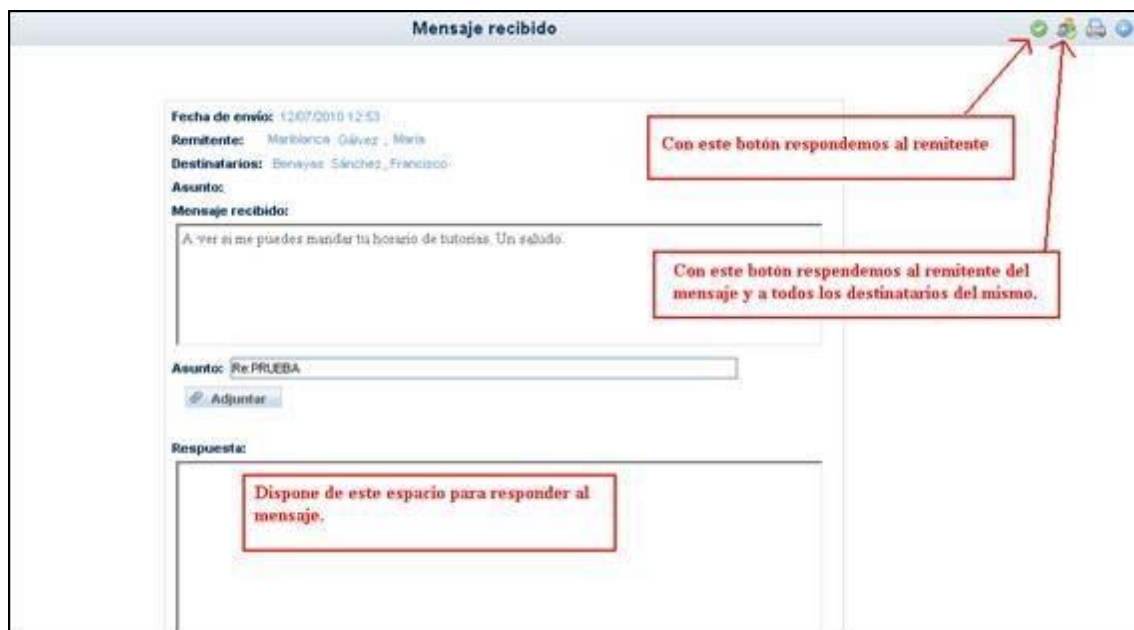 Mensaje recibido
Fecha de envío: 12/07/2010 12:53
Remitente: Mariblanca Gálvez , María
Destinatarios: Benayas Sánchez , Francisco
Asunto:
Mensaje recibido:
A ver si me puedes mandar tu horario de tutorias. Un saludo.
Con este botón respondemos al remitente
Con este botón respendemos al remitente del
mensaje y a todos los destinatarios del mismo.
Asunto: Re:PRUEBA
Adjuntar
Respuesta:
Dispone de este espacio para responder al
mensaje.